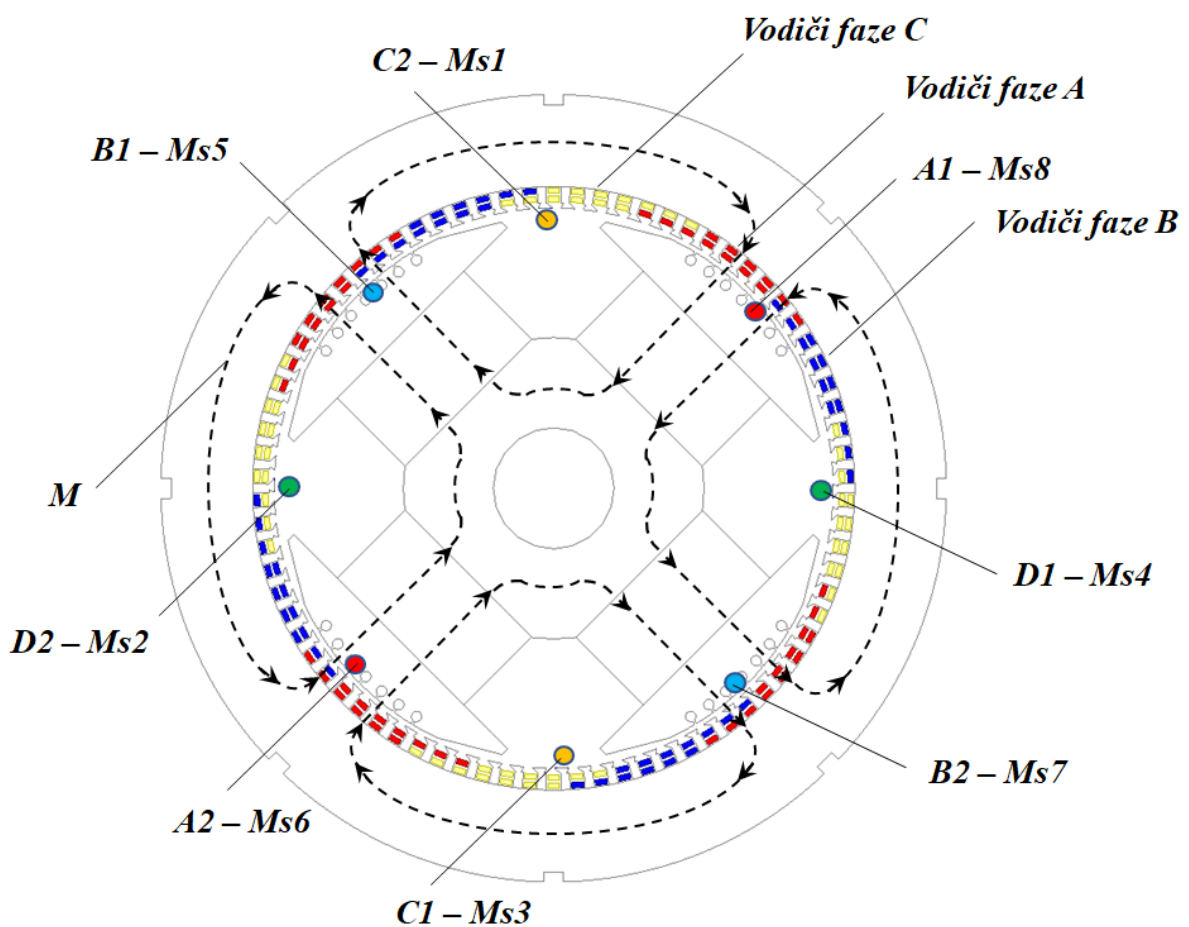 Vodiči faze C
C2 – Ms1
Vodiči faze A
B1 – Ms5
A1 – Ms8
Vodiči faze B
M
D1 – Ms4
D2 – Ms2
B2 – Ms7
A2 – Ms6
C1 – Ms3